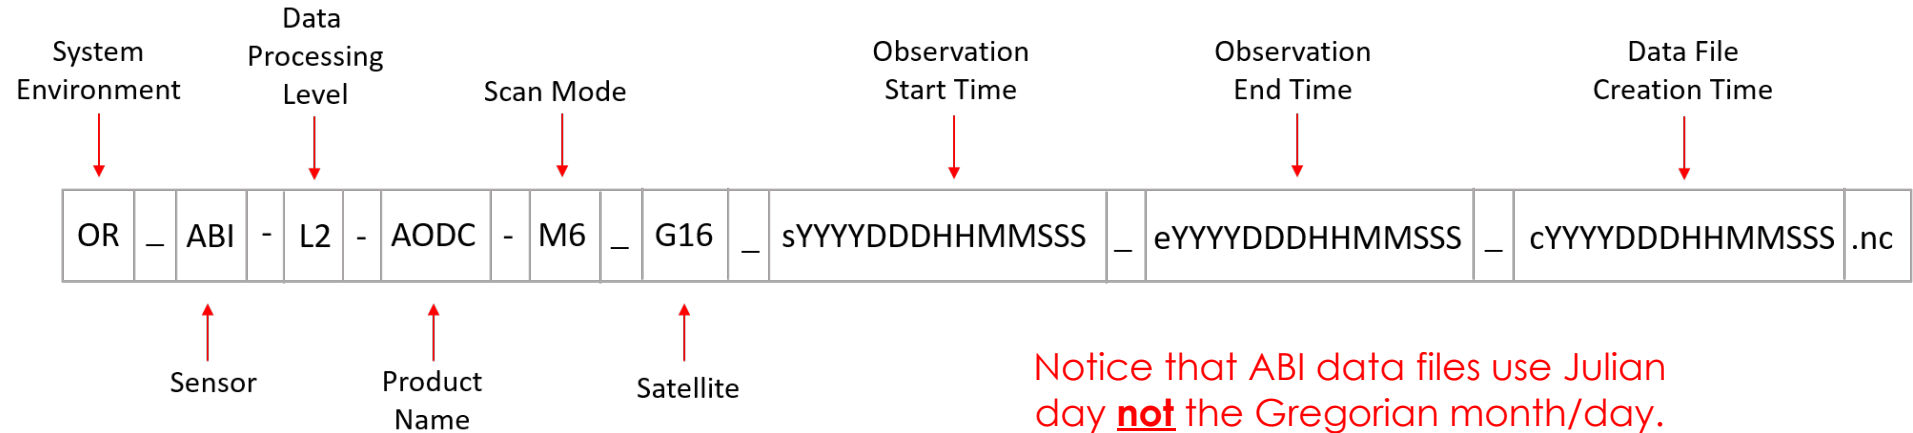 System
Environment
Data
Processing
Level
Scan Mode
Observation
Start Time
Observation
End Time
Data File
Creation Time
OR _ ABI - L2 - AODC - M6 _ G16 _ sYYYYDDDHHMMSSS _ eYYYYDDDHHMMSSS _ cYYYYDDDHHMMSSS .nc
Sensor
Product
Name
Satellite
Notice that ABI data files use Julian
day not the Gregorian month/day.